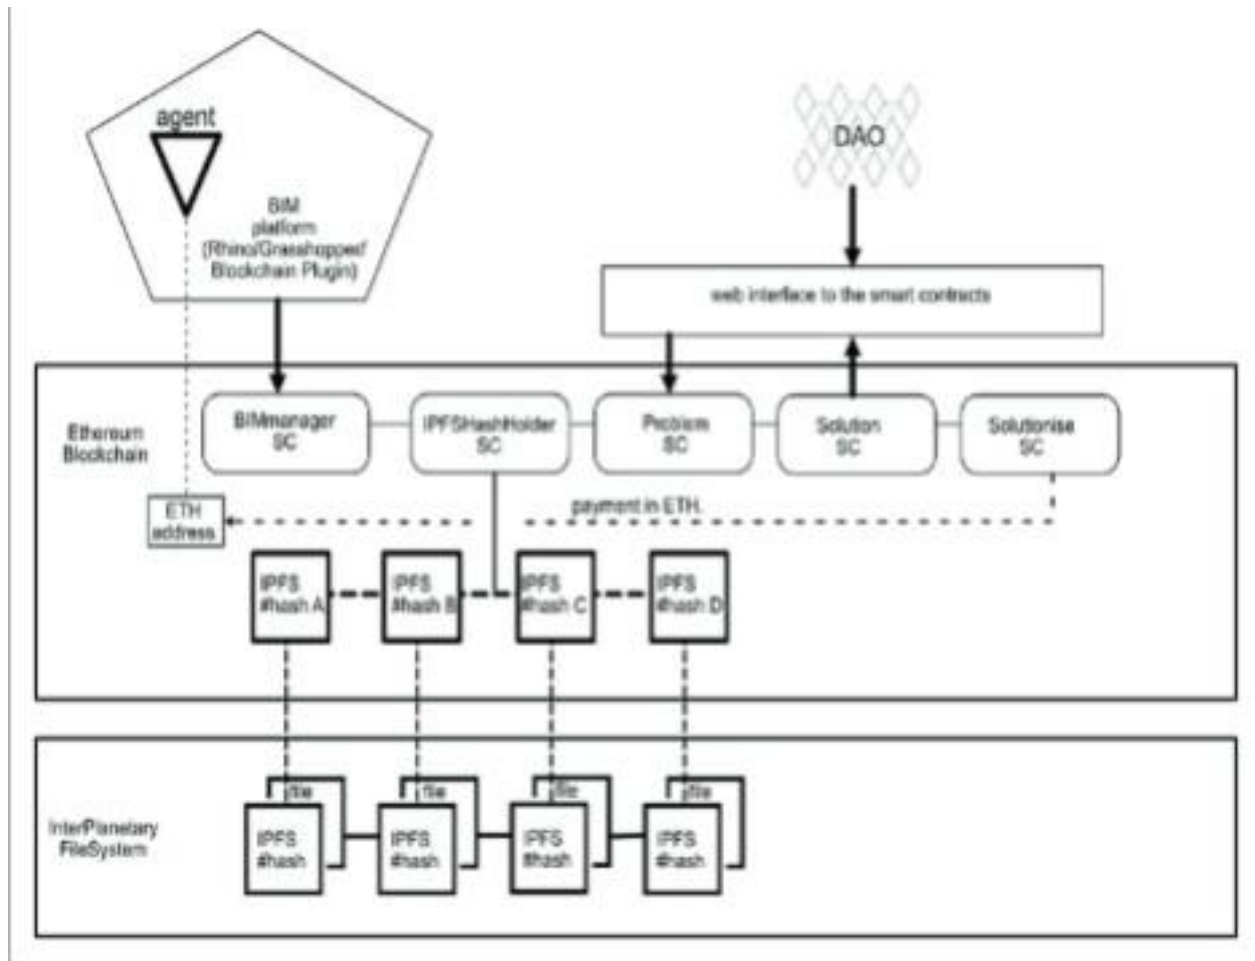 agent
BIM
platform
(Rhino/Grasshopper/
Blockchain Plugin)
DAO
web interface to the smart contracts
Ethereum
Blockchain
BIMmanager
SC
IPFSHashHolder
SC
Problem
SC
Solution
SC
Solutionise
SC
ETH
address
payment in ETH.
IPFS
#hash A
IPFS
#hash B
IPFS
#hash C
IPFS
#hash D
InterPlanetary
FileSystem
file
IPFS
#hash
file
IPFS
#hash
file
IPFS
#hash
file
IPFS
#hash